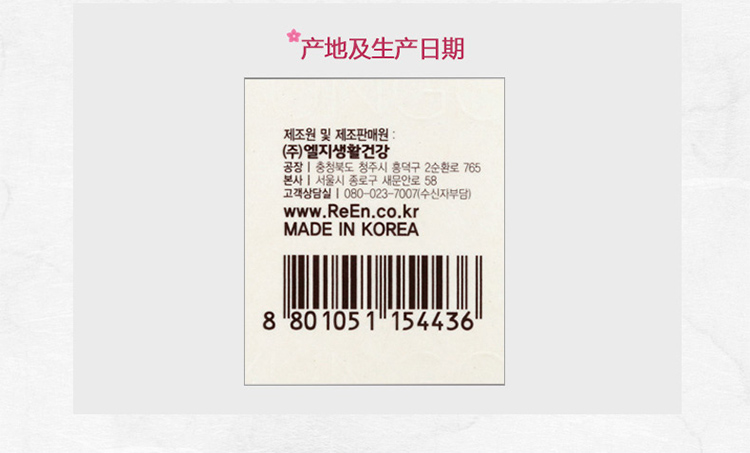 产地及生产日期
제조원 및 제조판매원 :
(주)엘지생활건강
공장 | 충청북도 청주시 흥덕구 2순환로 765
본사 | 서울시 종로구 새문안로 58
고객상담실 | 080-023-7007(수신자부담)
www.ReEn.co.kr
MADE IN KOREA
8 801051 154436